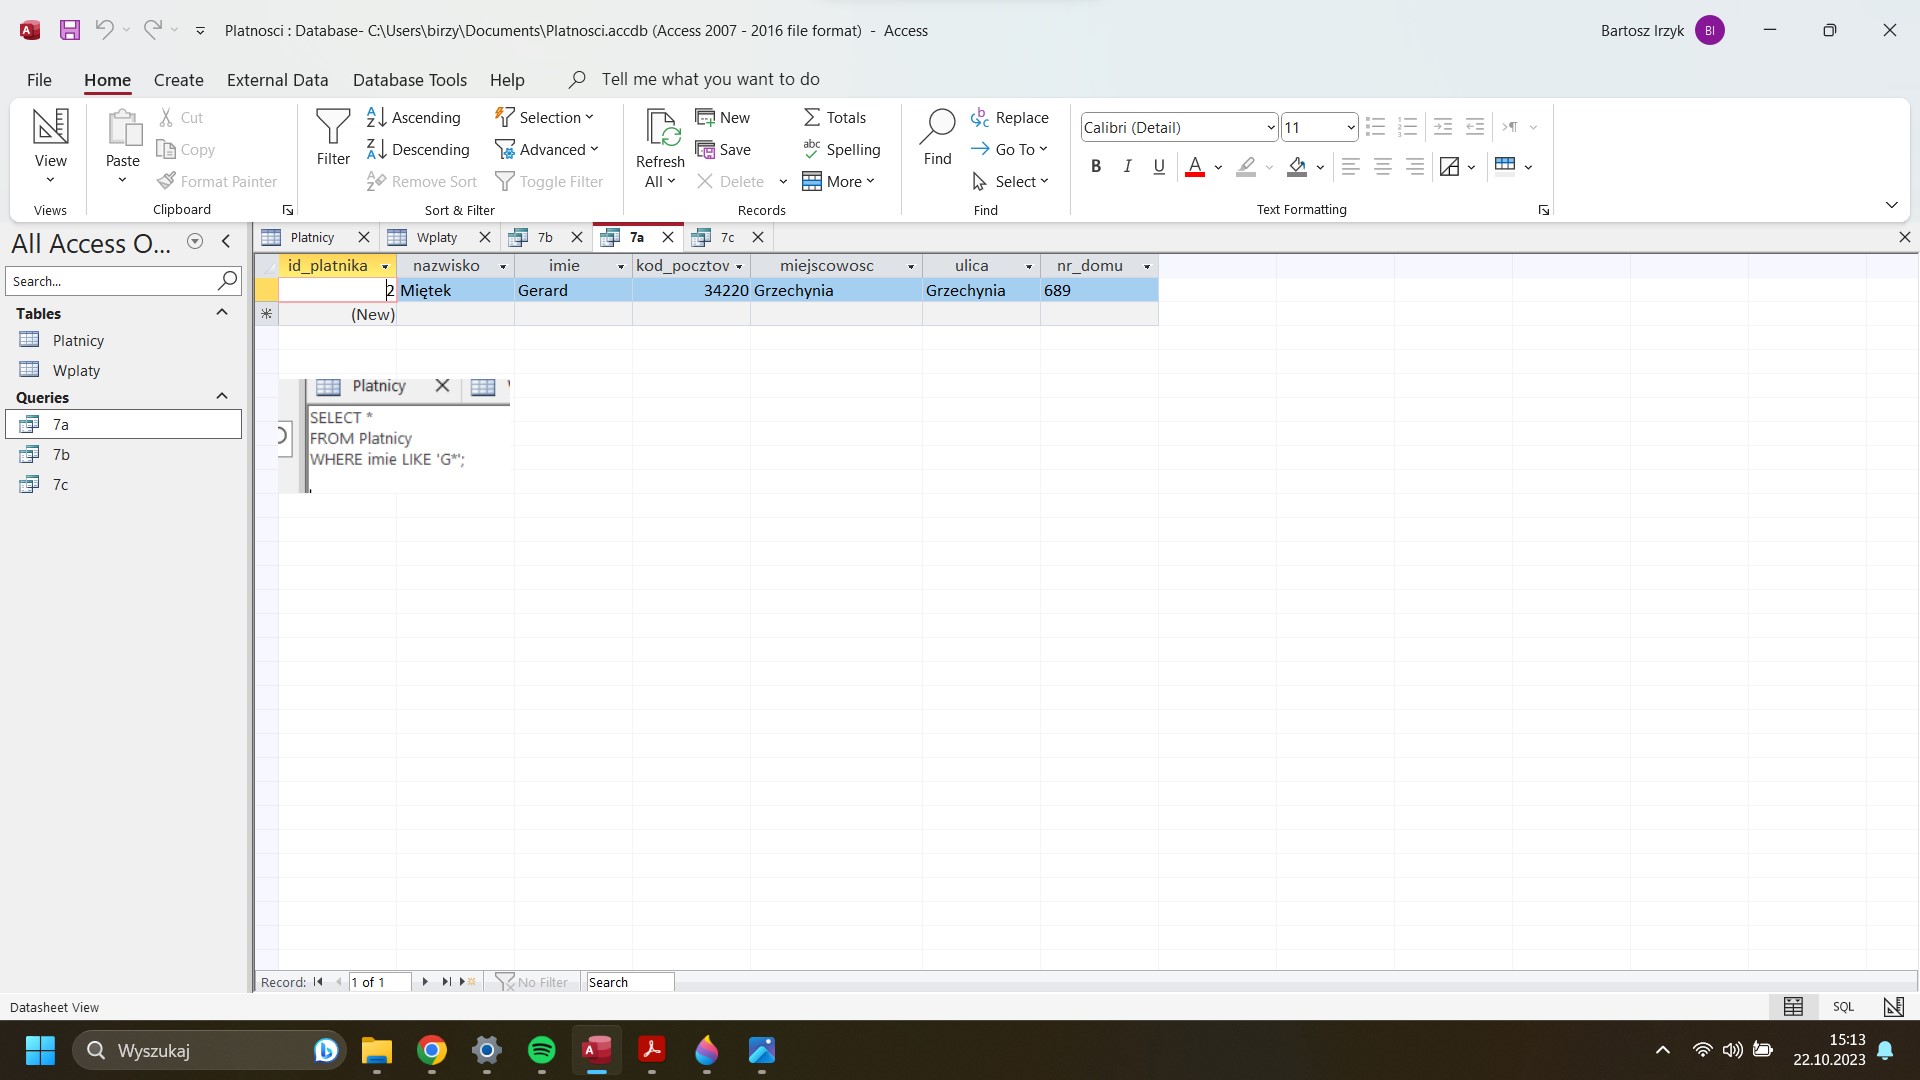 Platnosci : Database- C:\Users\birzy\Documents\Platnosci.accdb (Access 2007 - 2016 file format) - Access
Bartosz Irzyk BI
File Home Create External Data Database Tools Help Tell me what you want to do
View
Views
Paste
Cut
Copy
Format Painter
Clipboard
Filter
Ascending
Descending
Remove Sort
Selection
Advanced
Toggle Filter
Sort & Filter
Refresh
All
New
Save
Delete
Totals
Spelling
More
Records
Find
Replace
Go To
Select
Find
Calibri (Detail) 11
B I U A
Text Formatting
All Access O...
Search...
Tables
Platnicy
Wplaty
Queries
7a
7b
7c
Platnicy Wplaty 7b 7a 7c
id_platnika nazwisko imie kod_pocztov miejscowosc ulica nr_domu
2 Miętek Gerard 34220 Grzechynia Grzechynia 689
(New)
Platnicy
SELECT *
FROM Platnicy
WHERE imie LIKE 'G*';
Record: 1 of 1 No Filter Search
Datasheet View
SQL
Wyszukaj
15:13
22.10.2023